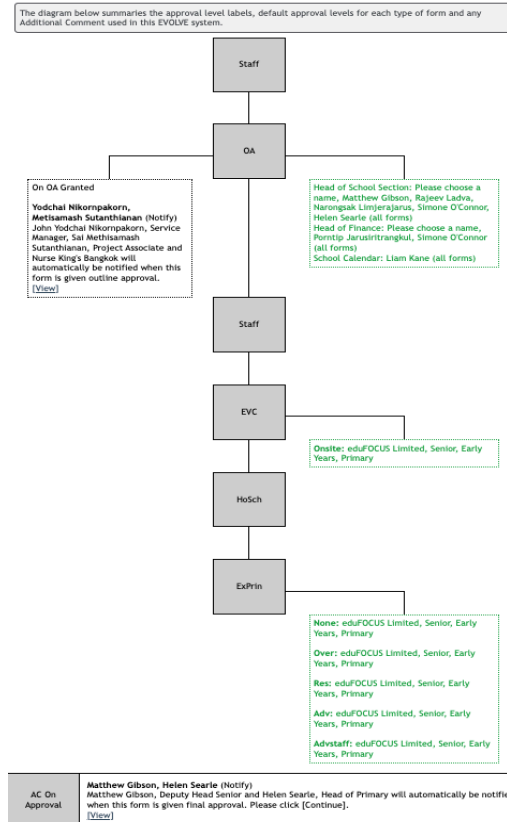 The diagram below summaries the approval level labels, default approval levels for each type of form and any
Additional Comment used in this EVOLVE system.
Staff
OA
On OA Granted
Yodchai Nikornpakorn,
Metisamash Sutanthianan (Notify)
John Yodchai Nikornpakorn, Service
Manager, Sai Methisamash
Sutanthianan, Project Associate and
Nurse King's Bangkok will
automatically be notified when this
form is given outline approval.
[View]
Head of School Section: Please choose a
name, Matthew Gibson, Rajeev Ladva,
Narongsak Limjerajarus, Simone O'Connor,
Helen Searle (all forms)
Head of Finance: Please choose a name,
Porntip Jarusiritrangkul, Simone O'Connor
(all forms)
School Calendar: Liam Kane (all forms)
Staff
EVC
Onsite: eduFOCUS Limited, Senior, Early
Years, Primary
HoSch
ExPrin
None: eduFOCUS Limited, Senior, Early
Years, Primary
Over: eduFOCUS Limited, Senior, Early
Years, Primary
Res: eduFOCUS Limited, Senior, Early
Years, Primary
Adv: eduFOCUS Limited, Senior, Early
Years, Primary
Advstaff: eduFOCUS Limited, Senior, Early
Years, Primary
AC On
Approval
Matthew Gibson, Helen Searle (Notify)
Matthew Gibson, Deputy Head Senior and Helen Searle, Head of Primary will automatically be notifie
when this form is given final approval. Please click [Continue].
[View]